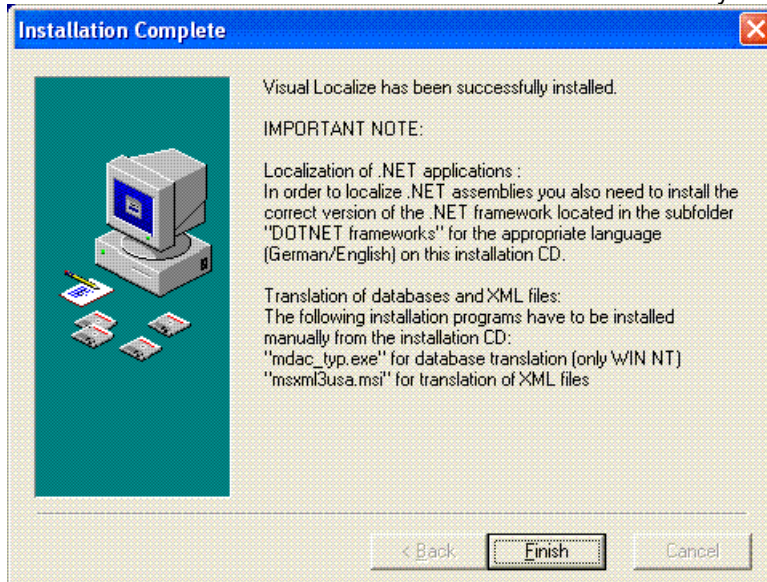 Installation Complete
Visual Localize has been successfully installed.
IMPORTANT NOTE:
Localization of .NET applications :
In order to localize .NET assemblies you also need to install the
correct version of the .NET framework located in the subfolder
"DOTNET frameworks" for the appropriate language
(German/English) on this installation CD.
Translation of databases and XML files:
The following installation programs have to be installed
manually from the installation CD:
"mdac_typ.exe" for database translation (only WIN NT)
"msxml3usa.msi" for translation of XML files
< Back
Finish
Cancel